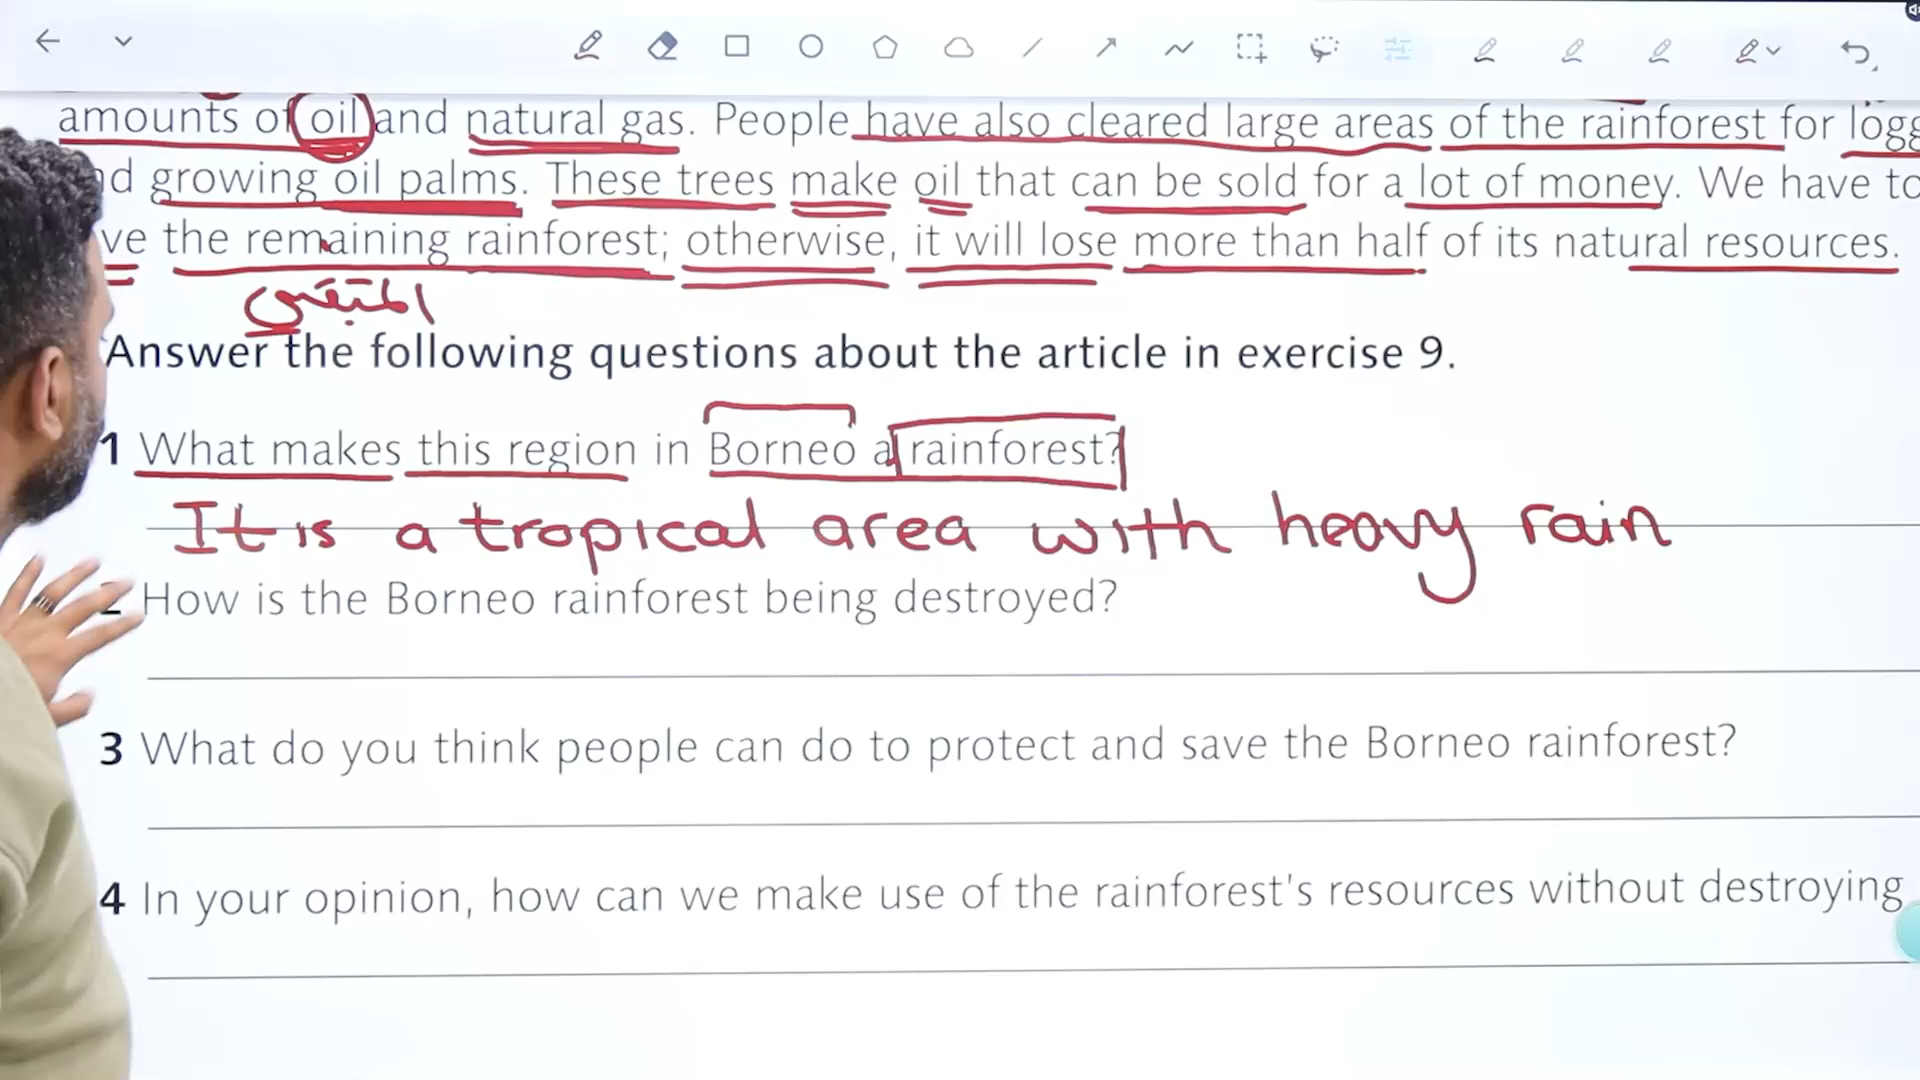 amounts of oil and natural gas. People have also cleared large areas of the rainforest for logg
nd growing oil palms. These trees make oil that can be sold for a lot of money. We have to
ve the remaining rainforest; otherwise, it will lose more than half of its natural resources.
المتبقى
Answer the following questions about the article in exercise 9.
1 What makes this region in Borneo a rainforest?
It is a tropical area with heavy rain
2 How is the Borneo rainforest being destroyed?
3 What do you think people can do to protect and save the Borneo rainforest?
4 In your opinion, how can we make use of the rainforest's resources without destroying